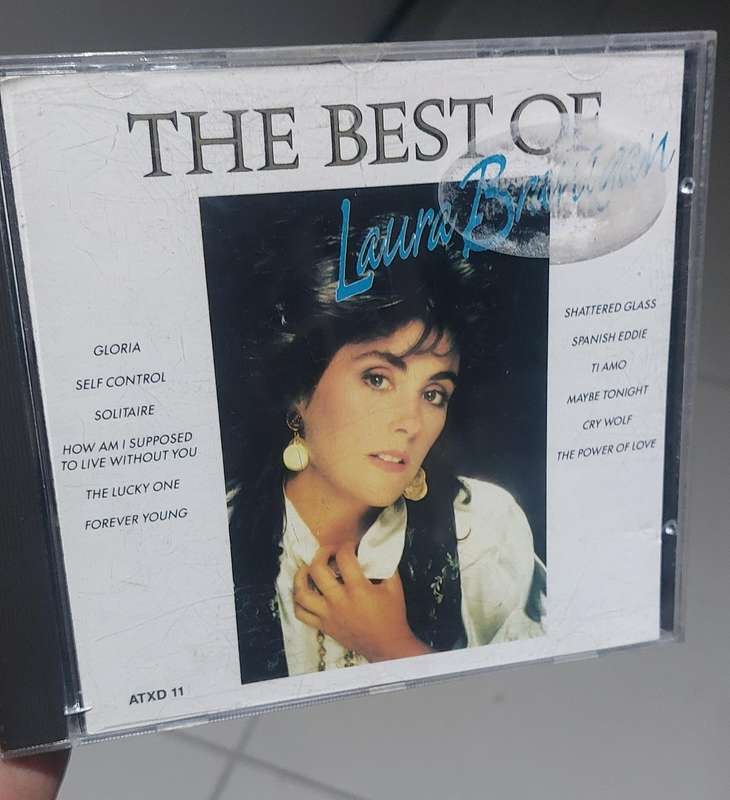 THE BEST OF
Laura Branigan
GLORIA
SELF CONTROL
SOLITAIRE
HOW AM I SUPPOSED
TO LIVE WITHOUT YOU
THE LUCKY ONE
FOREVER YOUNG
SHATTERED GLASS
SPANISH EDDIE
TI AMO
MAYBE TONIGHT
CRY WOLF
THE POWER OF LOVE
ATXD 11